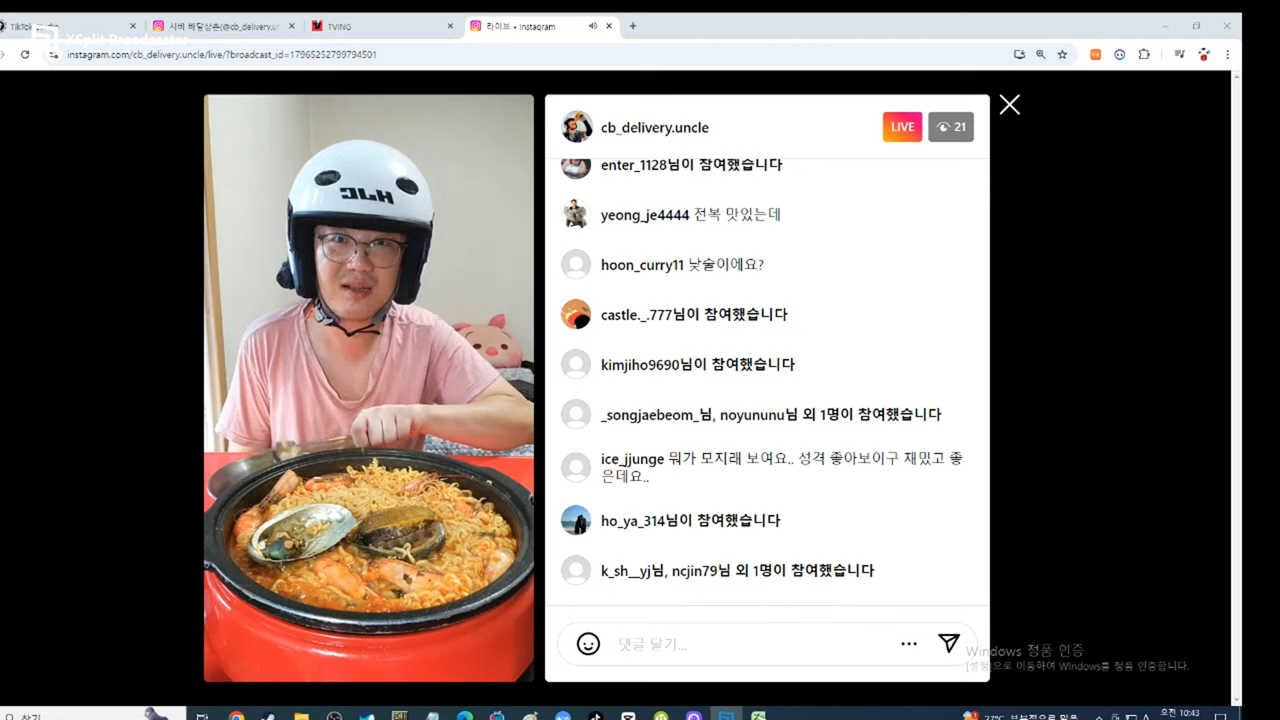 시비 배달삼촌(@cb_delivery.u
TVING
라이브 • Instagram
XSplit Broadcaster
instagram.com/cb_delivery.uncle/live/?broadcast_id=17965252799794501
cb_delivery.uncle
LIVE
21
enter_1128님이 참여했습니다
yeong_je4444 전복 맛있는데
hoon_curry11 낮술이에요?
castle._.777님이 참여했습니다
kimjiho9690님이 참여했습니다
_songjaebeom_님, noyununu님 외 1명이 참여했습니다
ice_jjunge 뭐가 모지래 보여요.. 성격 좋아보이구 재밌고 좋
은데요..
ho_ya_314님이 참여했습니다
k_sh__yj님, ncjin79님 외 1명이 참여했습니다
댓글 달기...
Windows 정품 인증
[설정]으로 이동하여 Windows를 정품 인증합니다.
오전 10:43